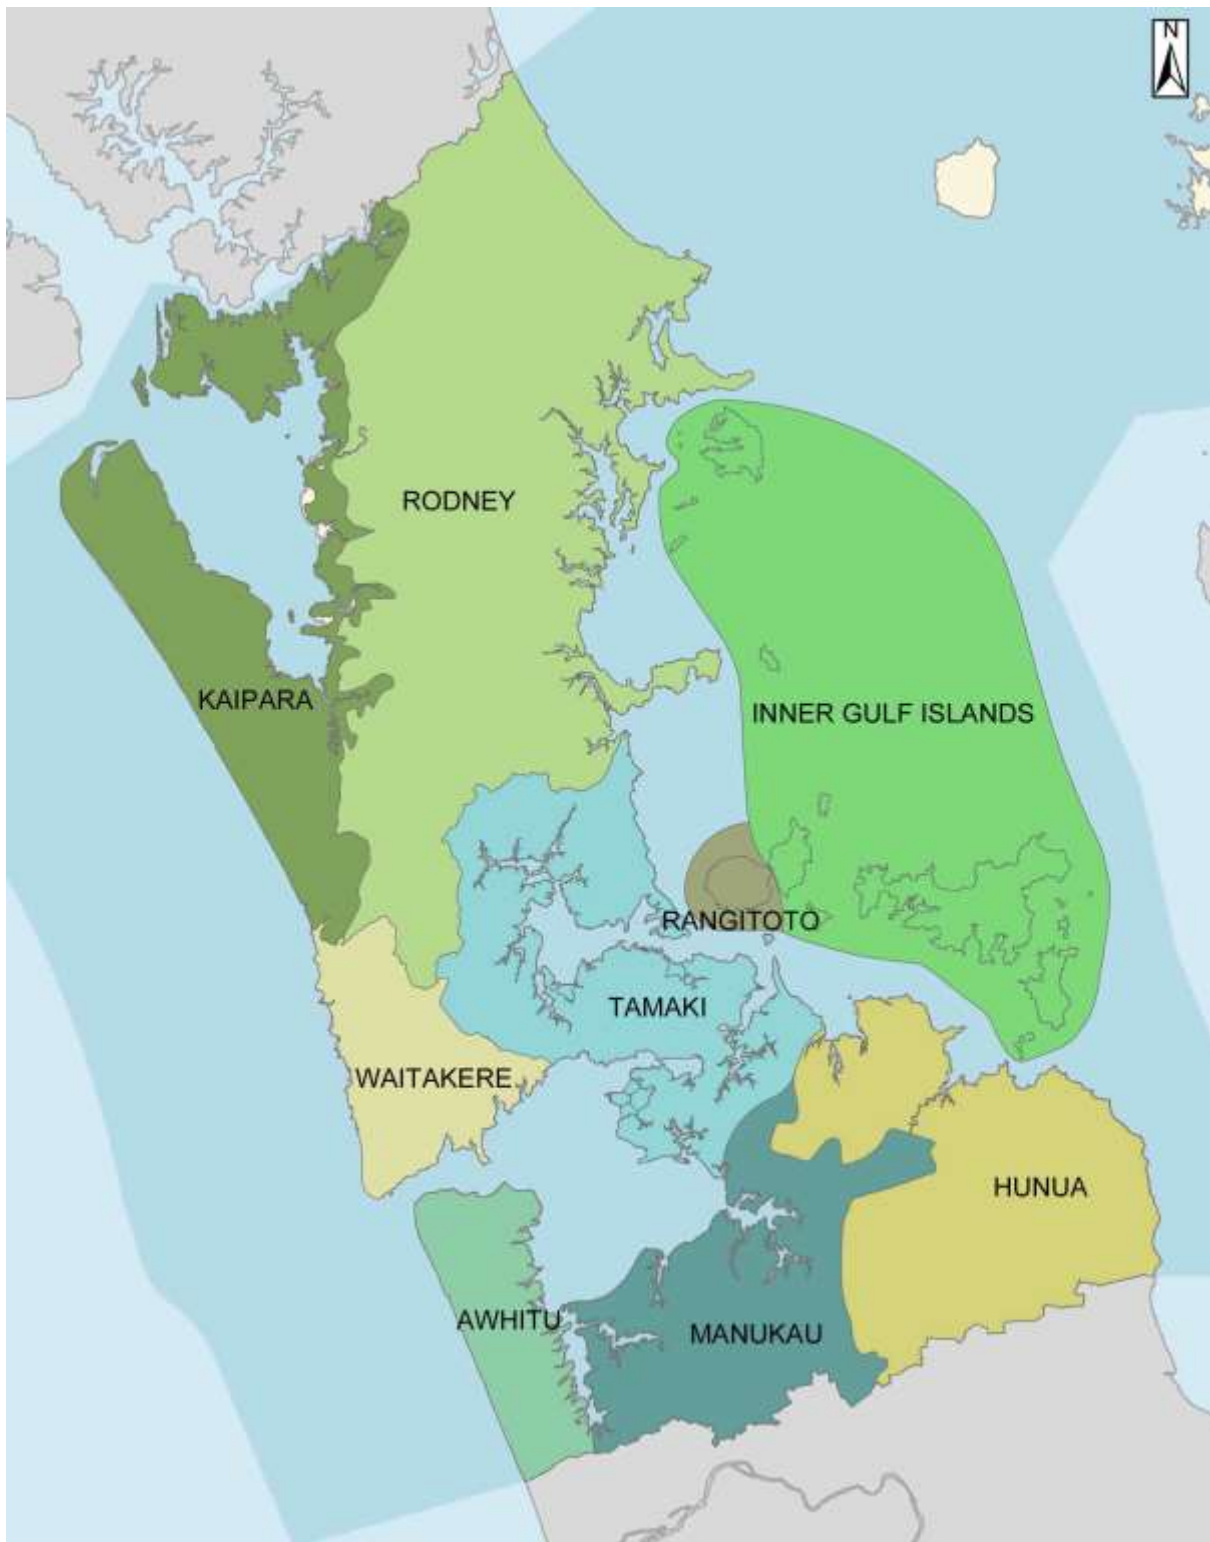 N
RODNEY
KAIPARA
INNER GULF ISLANDS
RANGITOTO
TAMAKI
WAITAKERE
HUNUA
AWHITU
MANUKAU